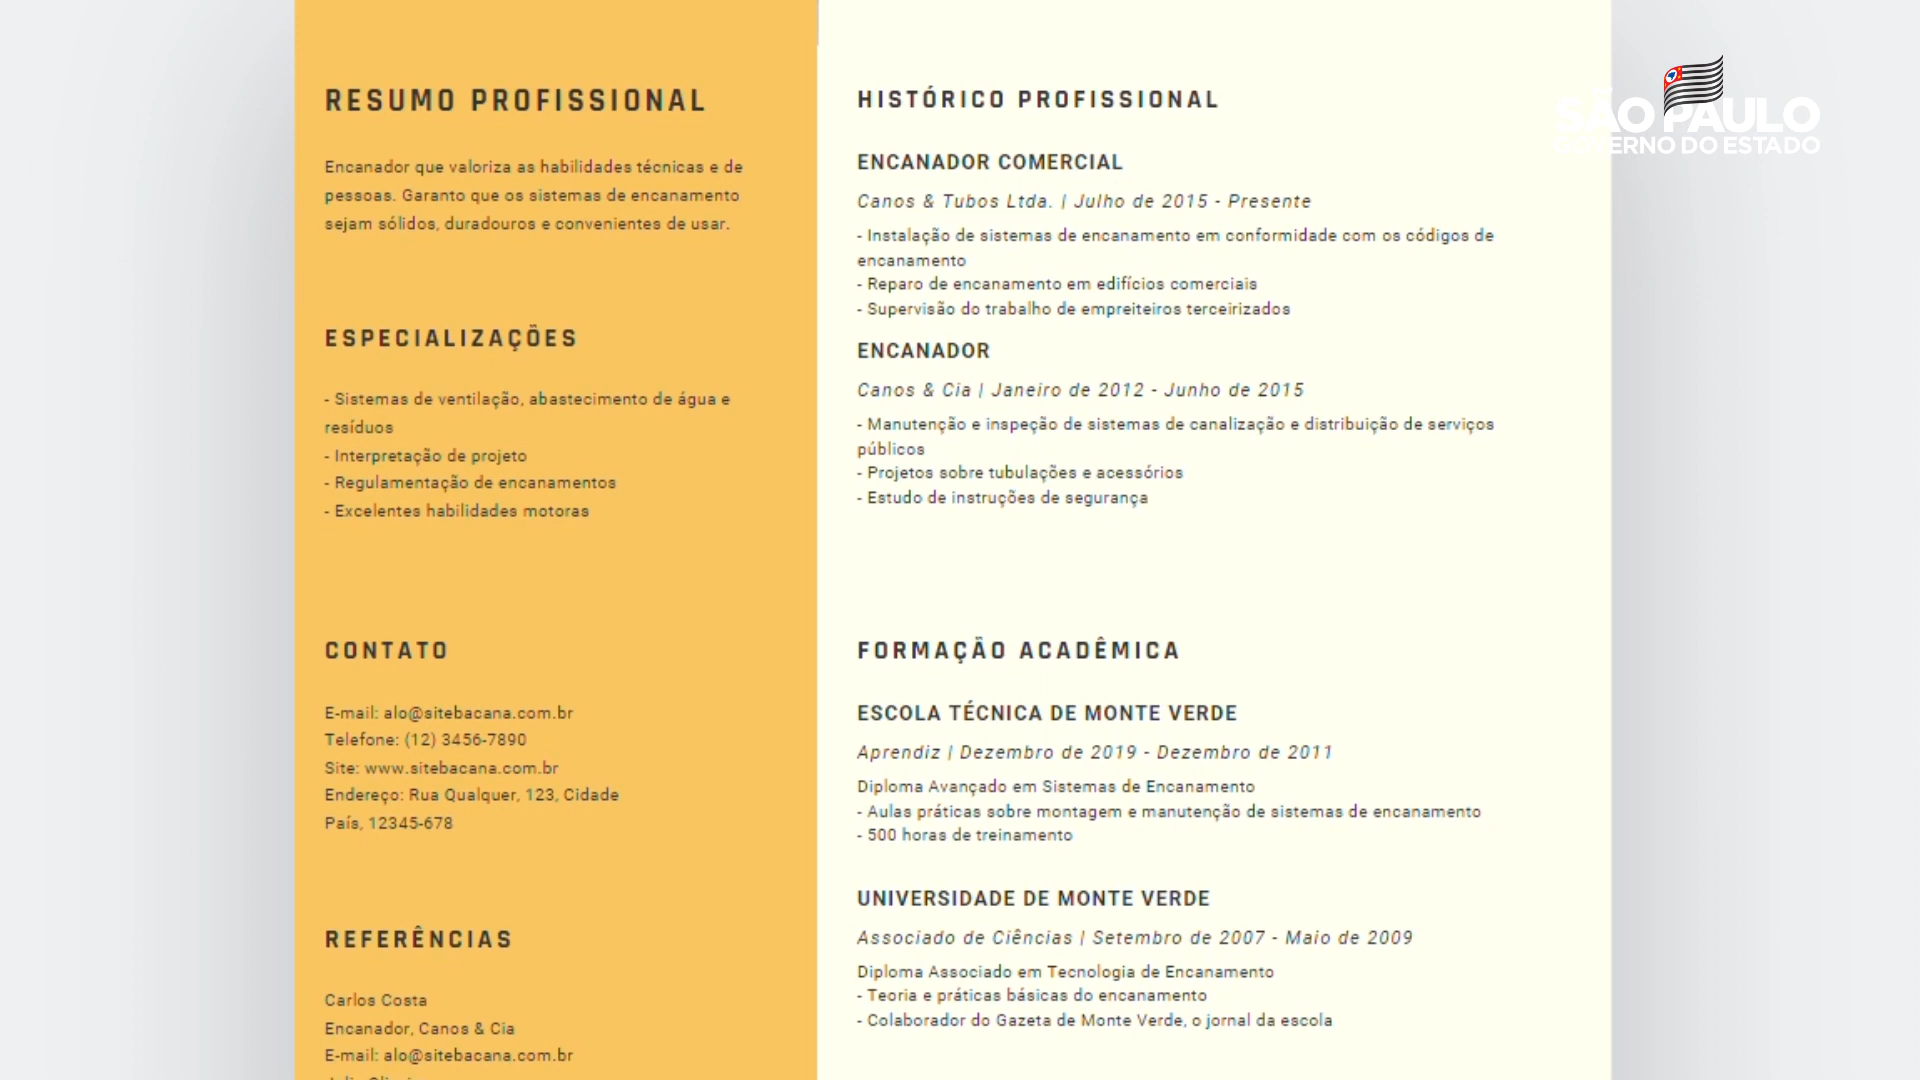 RESUMO PROFISSIONAL
Encanador que valoriza as habilidades técnicas e de
pessoas. Garanto que os sistemas de encanamento
sejam sólidos, duradouros e convenientes de usar.
ESPECIALIZAÇÕES
- Sistemas de ventilação, abastecimento de água e
resíduos
- Interpretação de projeto
- Regulamentação de encanamentos
- Excelentes habilidades motoras
CONTATO
E-mail: alo@sitebacana.com.br
Telefone: (12) 3456-7890
Site: www.sitebacana.com.br
Endereço: Rua Qualquer, 123, Cidade
País, 12345-678
REFERÊNCIAS
Carlos Costa
Encanador, Canos & Cia
E-mail: alo@sitebacana.com.br
HISTÓRICO PROFISSIONAL
ENCANADOR COMERCIAL
Canos & Tubos Ltda. | Julho de 2015 - Presente
- Instalação de sistemas de encanamento em conformidade com os códigos de
encanamento
- Reparo de encanamento em edifícios comerciais
- Supervisão do trabalho de empreiteiros terceirizados
ENCANADOR
Canos & Cia | Janeiro de 2012 - Junho de 2015
- Manutenção e inspeção de sistemas de canalização e distribuição de serviços
públicos
- Projetos sobre tubulações e acessórios
- Estudo de instruções de segurança
FORMAÇÃO ACADÊMICA
ESCOLA TÉCNICA DE MONTE VERDE
Aprendiz | Dezembro de 2019 - Dezembro de 2011
Diploma Avançado em Sistemas de Encanamento
- Aulas práticas sobre montagem e manutenção de sistemas de encanamento
- 500 horas de treinamento
UNIVERSIDADE DE MONTE VERDE
Associado de Ciências | Setembro de 2007 - Maio de 2009
Diploma Associado em Tecnologia de Encanamento
- Teoria e práticas básicas do encanamento
- Colaborador do Gazeta de Monte Verde, o jornal da escola
SÃO PAULO
GOVERNO DO ESTADO